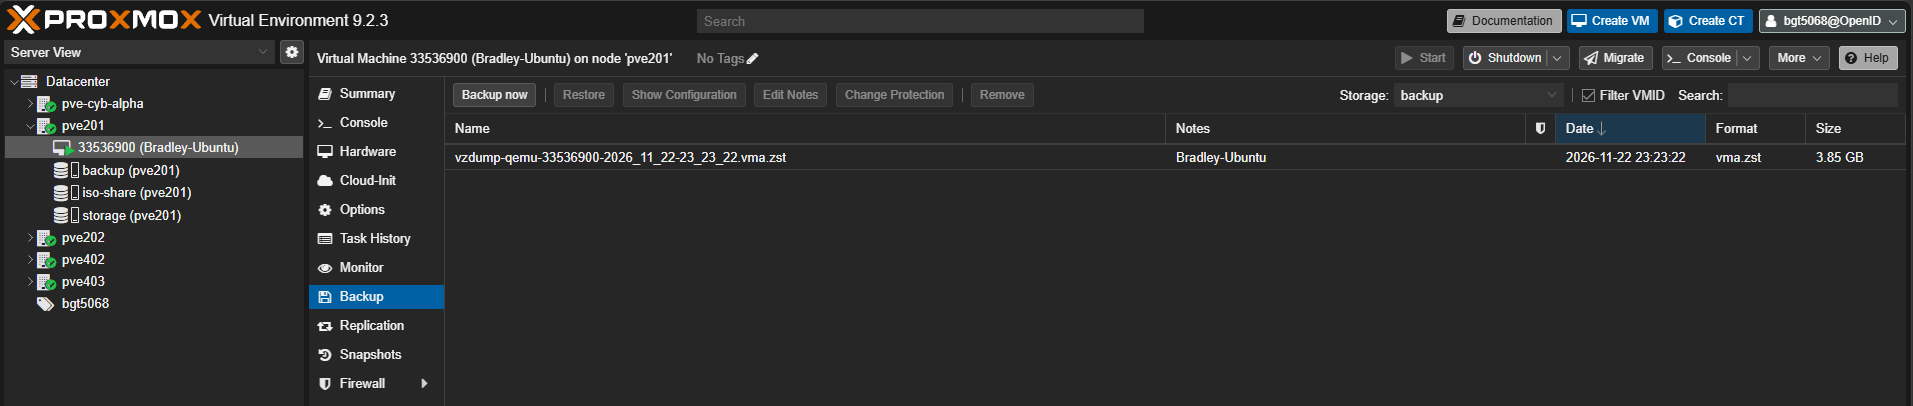 PROXMOX Virtual Environment 9.2.3 Search Documentation Create VM Create CT bgt5068@OpenID
Server View
Datacenter
pve-cyb-alpha
pve201
33536900 (Bradley-Ubuntu)
backup (pve201)
iso-share (pve201)
storage (pve201)
pve202
pve402
pve403
bgt5068
Virtual Machine 33536900 (Bradley-Ubuntu) on node 'pve201' No Tags Start Shutdown Migrate Console More Help
Summary
Console
Hardware
Cloud-Init
Options
Task History
Monitor
Backup
Replication
Snapshots
Firewall
Backup now Restore Show Configuration Edit Notes Change Protection Remove Storage: backup Filter VMID Search:
Name Notes Date Format Size
vzdump-qemu-33536900-2026_11_22-23_23_22.vma.zst Bradley-Ubuntu 2026-11-22 23:23:22 vma.zst 3.85 GB